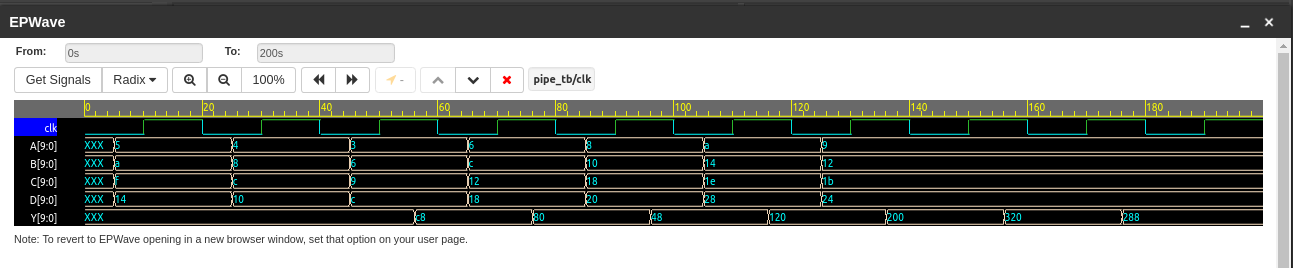 EPWave
From: 0s To: 200s
Get Signals Radix 100% - pipe_tb/clk
0 20 40 60 80 100 120 140 160 180
clk
A[9:0] XXX 5 4 3 6 8 a 9
B[9:0] XXX a 8 6 c 10 14 12
C[9:0] XXX f c 9 12 18 1e 1b
D[9:0] XXX 14 10 c 18 20 28 24
Y[9:0] XXX c8 80 48 120 200 320 288
Note: To revert to EPWave opening in a new browser window, set that option on your user page.